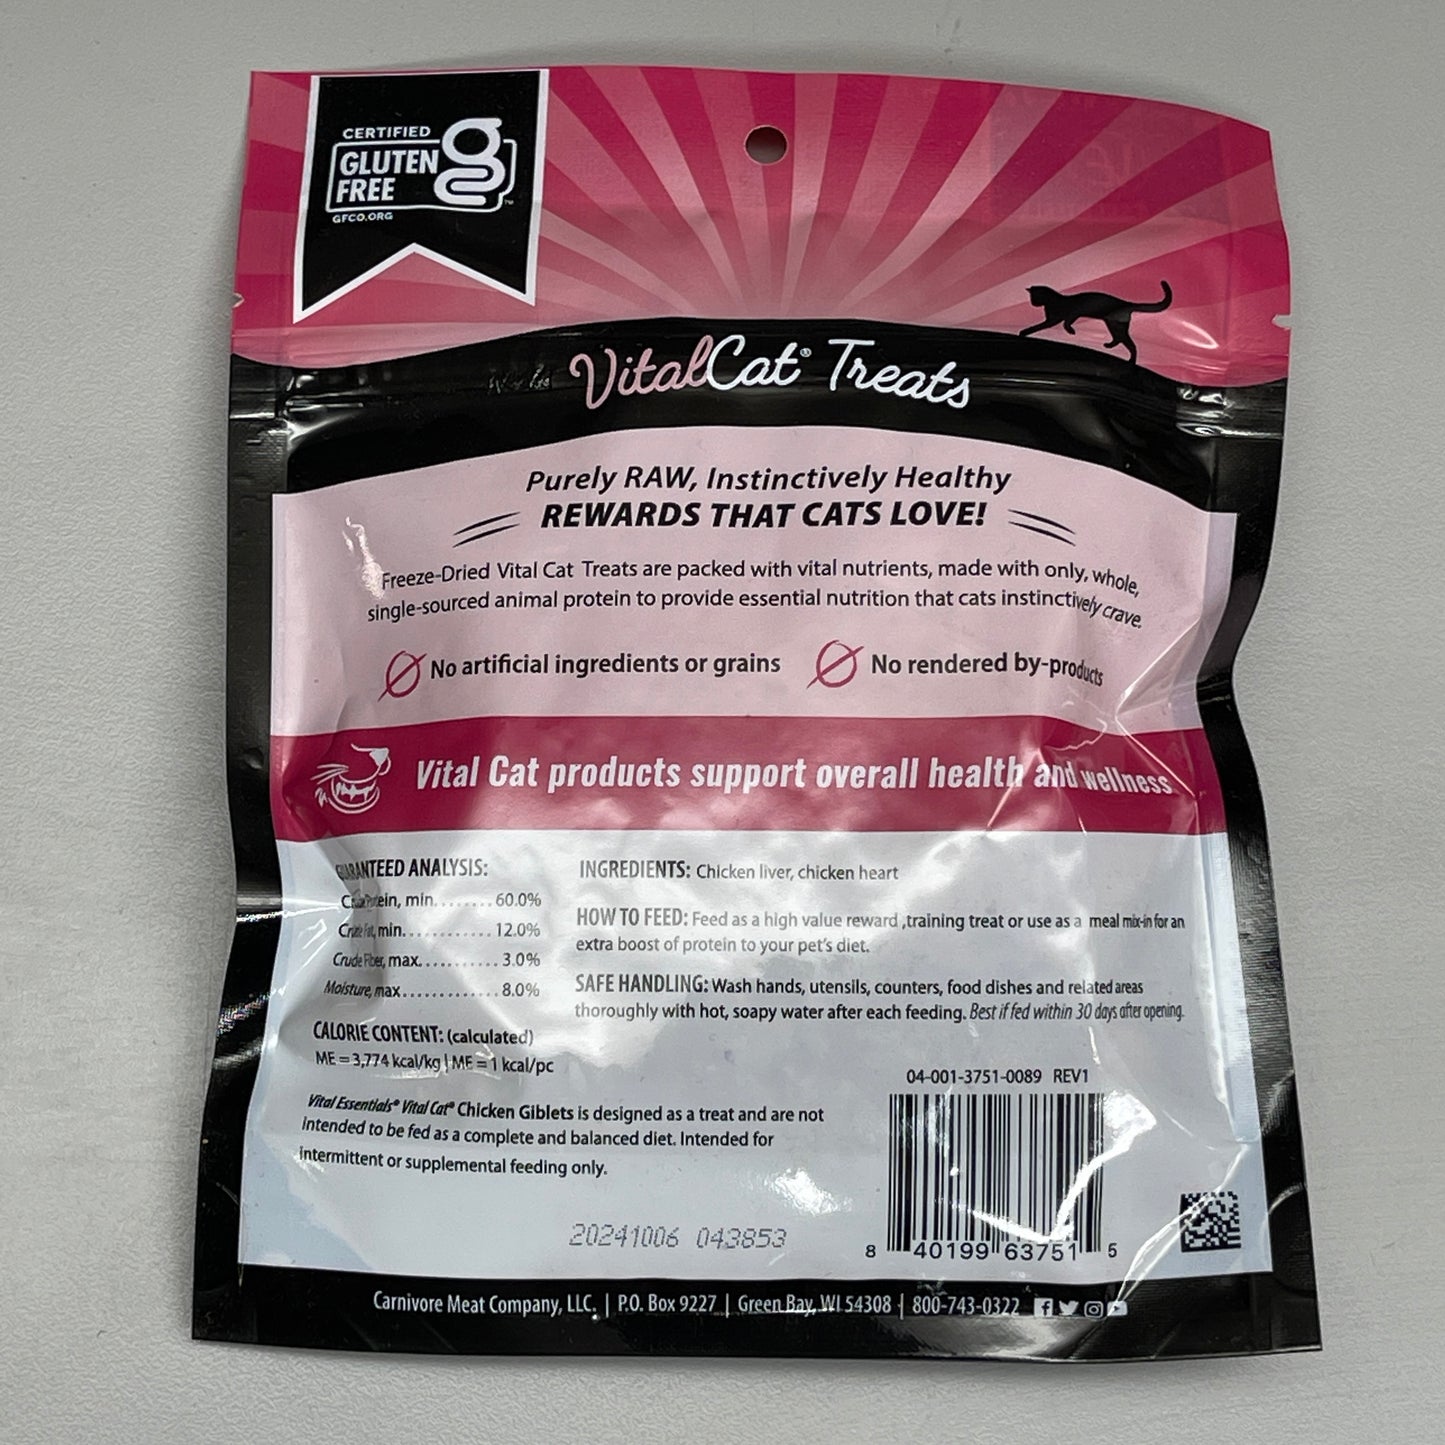 CERTIFIED
GLUTEN
FREE
GFCO.ORG
VitalCat® Treats
Purely RAW, Instinctively Healthy
REWARDS THAT CATS LOVE!
Freeze-Dried Vital Cat Treats are packed with vital nutrients, made with only, whole,
single-sourced animal protein to provide essential nutrition that cats instinctively crave.
No artificial ingredients or grains
No rendered by-products
Vital Cat products support overall health and wellness
GUARANTEED ANALYSIS:
Crude Protein, min........ 60.0%
Crude Fat, min............ 12.0%
Crude Fiber, max.......... 3.0%
Moisture, max............. 8.0%
CALORIE CONTENT: (calculated)
ME = 3,774 kcal/kg | ME = 1 kcal/pc
INGREDIENTS: Chicken liver, chicken heart
HOW TO FEED: Feed as a high value reward ,training treat or use as a meal mix-in for an
extra boost of protein to your pet's diet.
SAFE HANDLING: Wash hands, utensils, counters, food dishes and related areas
thoroughly with hot, soapy water after each feeding. Best if fed within 30 days after opening.
Vital Essentials® Vital Cat® Chicken Giblets is designed as a treat and are not
intended to be fed as a complete and balanced diet. Intended for
intermittent or supplemental feeding only.
04-001-3751-0089 REV1
8 40199 63751 5
20241006 043853
Carnivore Meat Company, LLC. | P.O. Box 9227 | Green Bay, WI 54308 | 800-743-0322